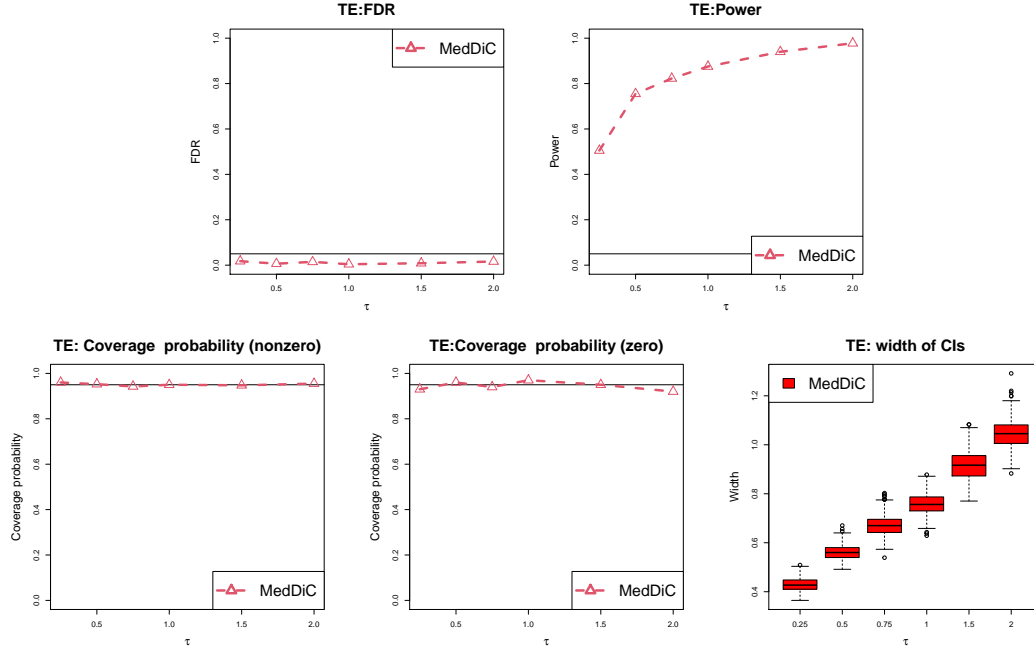 TE:FDR
MedDiC
FDR
0.0 0.2 0.4 0.6 0.8 1.0
0.5 1.0 1.5 2.0
τ
TE:Power
MedDiC
Power
0.0 0.2 0.4 0.6 0.8 1.0
0.5 1.0 1.5 2.0
τ
TE: Coverage probability (nonzero)
MedDiC
Coverage probability
0.0 0.2 0.4 0.6 0.8 1.0
0.5 1.0 1.5 2.0
τ
TE:Coverage probability (zero)
MedDiC
Coverage probability
0.0 0.2 0.4 0.6 0.8 1.0
0.5 1.0 1.5 2.0
τ
TE: width of CIs
MedDiC
Width
0.4 0.6 0.8 1.0 1.2
0.25 0.5 0.75 1 1.5 2
τ